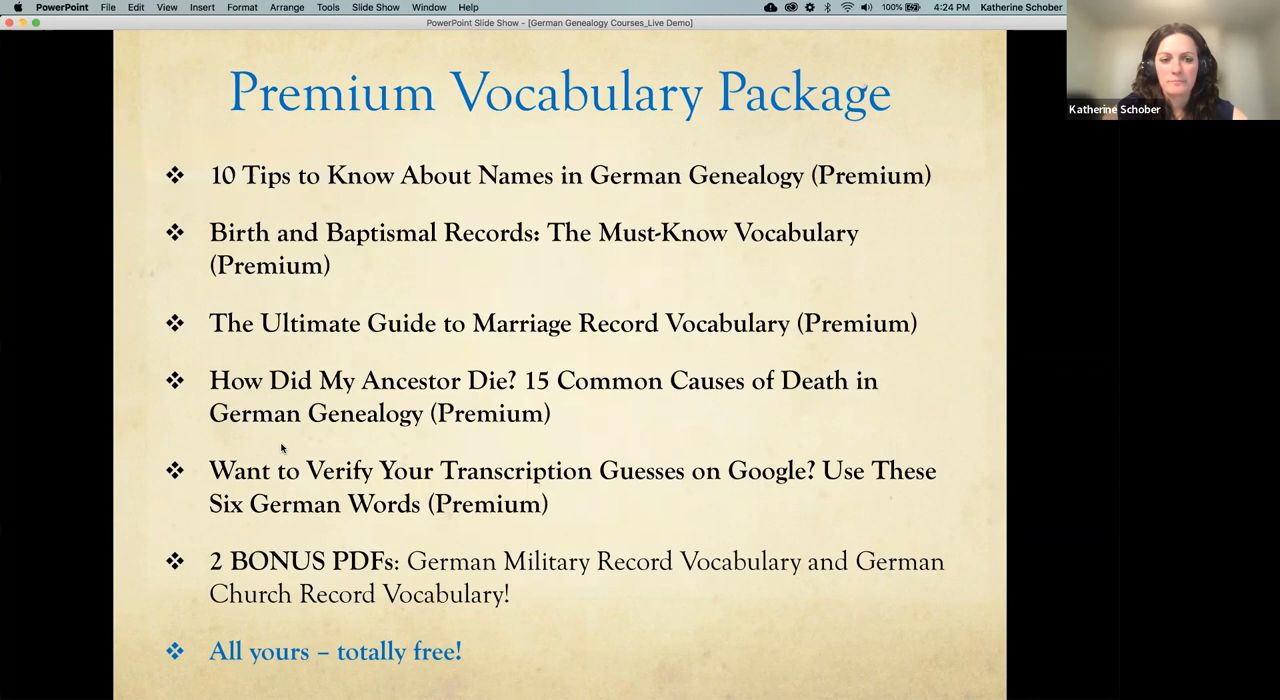 PowerPoint File Edit View Insert Format Arrange Tools Slide Show Window Help 100% 4:24 PM Katherine Schober
PowerPoint Slide Show - [German Genealogy Courses_Live Demo]
Katherine Schober
Premium Vocabulary Package
❖ 10 Tips to Know About Names in German Genealogy (Premium)
❖ Birth and Baptismal Records: The Must-Know Vocabulary
(Premium)
❖ The Ultimate Guide to Marriage Record Vocabulary (Premium)
❖ How Did My Ancestor Die? 15 Common Causes of Death in
German Genealogy (Premium)
❖ Want to Verify Your Transcription Guesses on Google? Use These
Six German Words (Premium)
❖ 2 BONUS PDFs: German Military Record Vocabulary and German
Church Record Vocabulary!
❖ All yours – totally free!